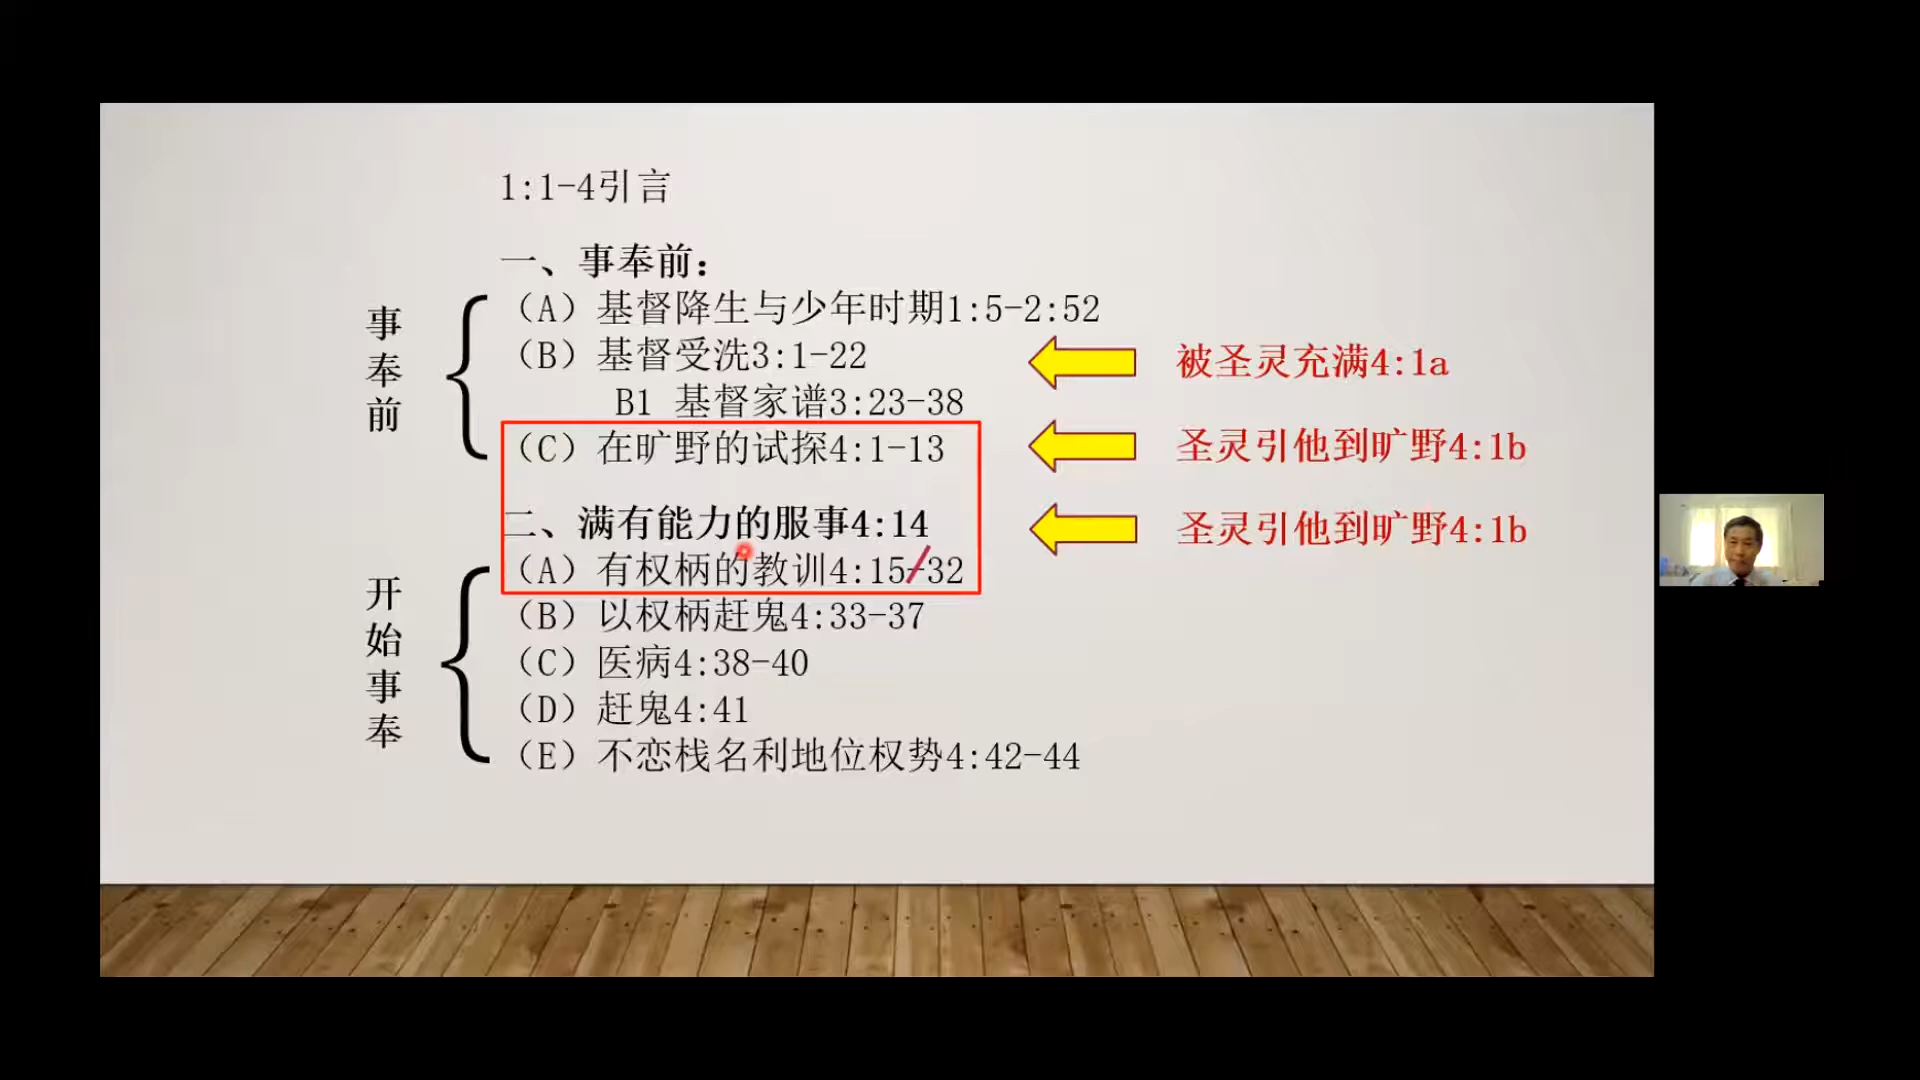 1:1-4引言
一、事奉前：
事奉前
（A）基督降生与少年时期1:5-2:52
（B）基督受洗3:1-22
被圣灵充满4:1a
B1 基督家谱3:23-38
（C）在旷野的试探4:1-13
圣灵引他到旷野4:1b
二、满有能力的服事4:14
圣灵引他到旷野4:1b
开始事奉
（A）有权柄的教训4:15-32
（B）以权柄赶鬼4:33-37
（C）医病4:38-40
（D）赶鬼4:41
（E）不恋栈名利地位权势4:42-44